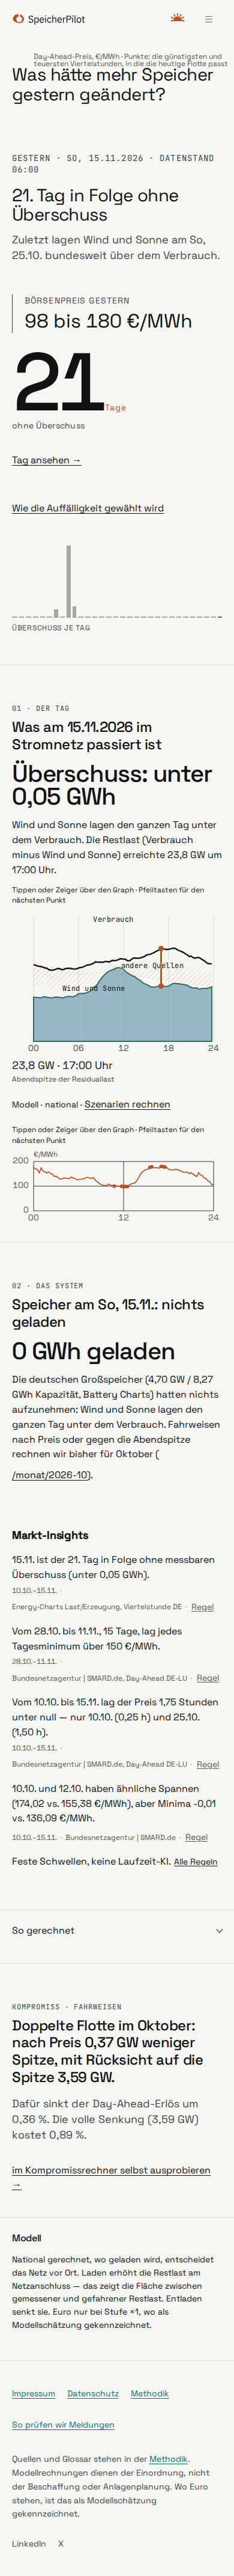 SpeicherPilot
Day-Ahead-Preis, €/MWh · Punkte: die günstigsten und
teuersten Viertelstunden, in die die heutige Flotte passt
Was hätte mehr Speicher
gestern geändert?
GESTERN · SO, 15.11.2026 · DATENSTAND
06:00
21. Tag in Folge ohne
Überschuss
Zuletzt lagen Wind und Sonne am So,
25.10. bundesweit über dem Verbrauch.
BÖRSENPREIS GESTERN
98 bis 180 €/MWh
21 Tage
ohne Überschuss
Tag ansehen →
Wie die Auffälligkeit gewählt wird
ÜBERSCHUSS JE TAG
01 · DER TAG
Was am 15.11.2026 im
Stromnetz passiert ist
Überschuss: unter
0,05 GWh
Wind und Sonne lagen den ganzen Tag unter
dem Verbrauch. Die Restlast (Verbrauch
minus Wind und Sonne) erreichte 23,8 GW um
17:00 Uhr.
Tippen oder Zeiger über den Graph · Pfeiltasten für den
nächsten Punkt
Verbrauch
andere Quellen
Wind und Sonne
00 06 12 18 24
23,8 GW · 17:00 Uhr
Abendspitze der Residuallast
Modell · national · Szenarien rechnen
Tippen oder Zeiger über den Graph · Pfeiltasten für den
nächsten Punkt
€/MWh
200
100
0
00 12 24
02 · DAS SYSTEM
Speicher am So, 15.11.: nichts
geladen
0 GWh geladen
Die deutschen Großspeicher (4,70 GW / 8,27
GWh Kapazität, Battery Charts) hatten nichts
aufzunehmen: Wind und Sonne lagen den
ganzen Tag unter dem Verbrauch. Fahrweisen
nach Preis oder gegen die Abendspitze
rechnen wir bisher für Oktober (
/monat/2026-10).
Markt-Insights
15.11. ist der 21. Tag in Folge ohne messbaren
Überschuss (unter 0,05 GWh).
10.10.–15.11. ·
Energy-Charts Last/Erzeugung, Viertelstunde DE · Regel
Vom 28.10. bis 11.11., 15 Tage, lag jedes
Tagesminimum über 150 €/MWh.
28.10.–11.11. ·
Bundesnetzagentur | SMARD.de, Day-Ahead DE-LU · Regel
Vom 10.10. bis 15.11. lag der Preis 1,75 Stunden
unter null — nur 10.10. (0,25 h) und 25.10.
(1,50 h).
10.10.–15.11. ·
Bundesnetzagentur | SMARD.de, Day-Ahead DE-LU · Regel
10.10. und 12.10. haben ähnliche Spannen
(174,02 vs. 155,38 €/MWh), aber Minima -0,01
vs. 136,09 €/MWh.
10.10.–15.11. · Bundesnetzagentur | SMARD.de · Regel
Feste Schwellen, keine Laufzeit-KI. Alle Regeln
So gerechnet
KOMPROMISS · FAHRWEISEN
Doppelte Flotte im Oktober:
nach Preis 0,37 GW weniger
Spitze, mit Rücksicht auf die
Spitze 3,59 GW.
Dafür sinkt der Day-Ahead-Erlös um
0,36 %. Die volle Senkung (3,59 GW)
kostet 0,89 %.
im Kompromissrechner selbst ausprobieren
→
Modell
National gerechnet, wo geladen wird, entscheidet
das Netz vor Ort. Laden erhöht die Restlast am
Netzanschluss — das zeigt die Fläche zwischen
gemessener und gefahrener Restlast. Entladen
senkt sie. Euro nur bei Stufe ×1, wo als
Modellschätzung gekennzeichnet.
Impressum Datenschutz Methodik
So prüfen wir Meldungen
Quellen und Glossar stehen in der Methodik.
Modellrechnungen dienen der Einordnung, nicht
der Beschaffung oder Anlagenplanung. Wo Euro
stehen, ist das als Modellschätzung
gekennzeichnet.
LinkedIn X